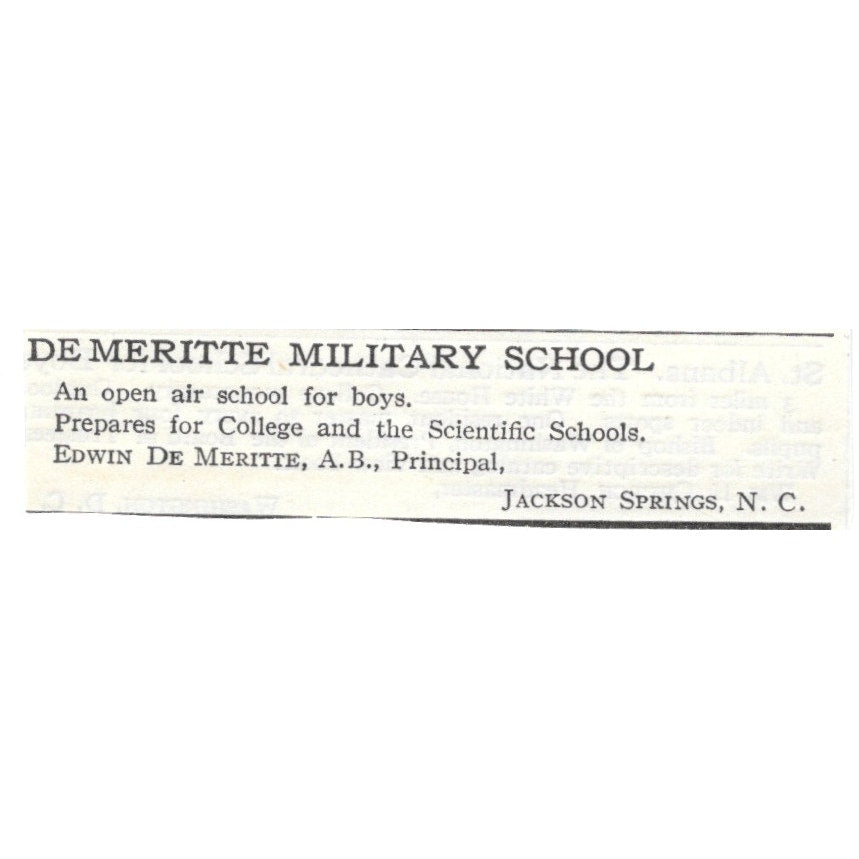 DE MERITTE MILITARY SCHOOL
An open air school for boys.
Prepares for College and the Scientific Schools.
EDWIN DE MERITTE, A.B., Principal,
JACKSON SPRINGS, N. C.